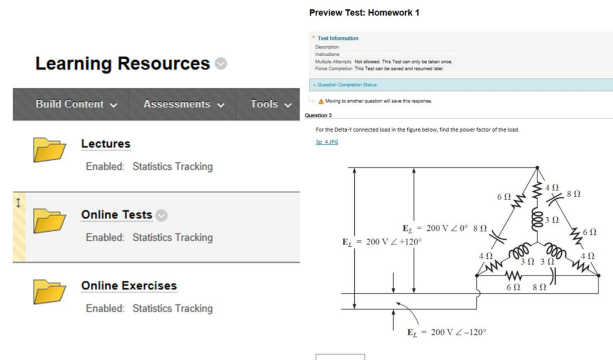 Learning Resources
Build Content
Assessments
Tools
Lectures
Enabled: Statistics Tracking
Online Tests
Enabled: Statistics Tracking
Online Exercises
Enabled: Statistics Tracking
Preview Test: Homework 1
Test Information
Description
Instructions
Multiple Attempts Not allowed. This Test can only be taken once.
Force Completion This Test can be saved and resumed later.
Question Completion Status:
Moving to another question will save this response.
Question 3
For the Delta-Y connected load in the figure below, find the power factor of the load.
3p_4.JPG
4 Ω
6 Ω
8 Ω
3 Ω
E_L = 200 V ∠ 0°
8 Ω
6 Ω
E_L = 200 V ∠ +120°
4 Ω
3 Ω
3 Ω
4 Ω
6 Ω
8 Ω
E_L = 200 V ∠ −120°